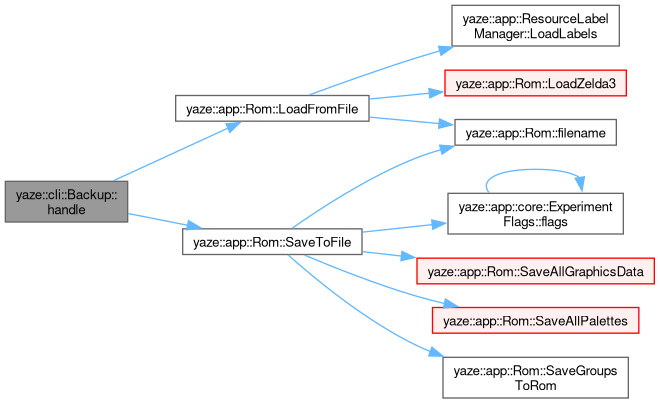 yaze::app::ResourceLabel
Manager::LoadLabels
yaze::app::Rom::LoadZelda3
yaze::app::Rom::LoadFromFile
yaze::app::Rom::filename
yaze::cli::Backup::
handle
yaze::app::core::Experiment
Flags::flags
yaze::app::Rom::SaveToFile
yaze::app::Rom::SaveAllGraphicsData
yaze::app::Rom::SaveAllPalettes
yaze::app::Rom::SaveGroups
ToRom